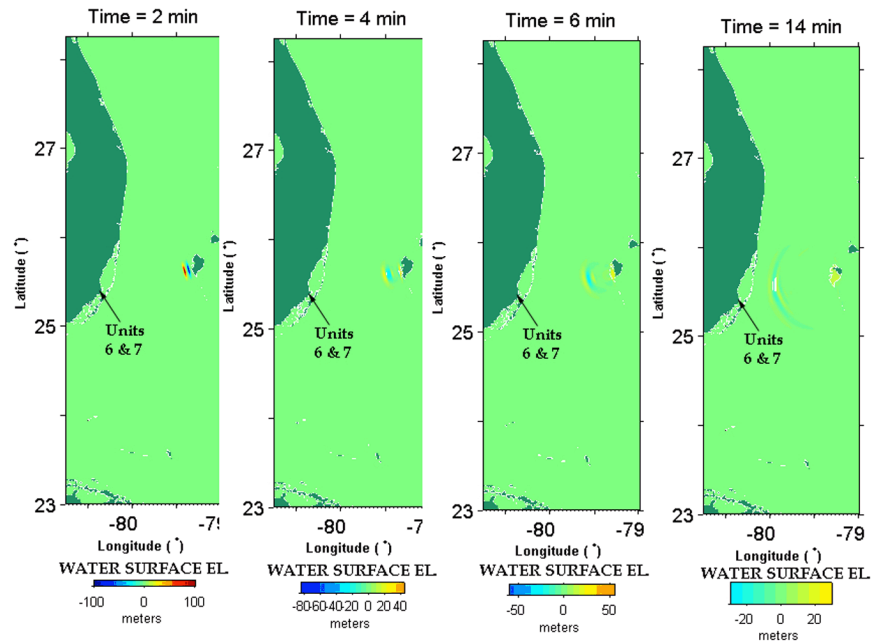 Time = 2 min
27
25
23
Latitude (°)
Units
6 & 7
-80
-79
Longitude (°)
WATER SURFACE EL.
-100 0 100
meters
Time = 4 min
27
25
23
Latitude (°)
Units
6 & 7
-80
-7
Longitude (°)
WATER SURFACE EL.
-80-60-40-20 0 20 40
meters
Time = 6 min
27
25
23
Latitude (°)
Units
6 & 7
-80
-79
Longitude (°)
WATER SURFACE EL.
-50 0 50
meters
Time = 14 min
27
25
23
Latitude (°)
Units
6 & 7
-80
-79
Longitude (°)
WATER SURFACE EL.
-20 0 20
meters